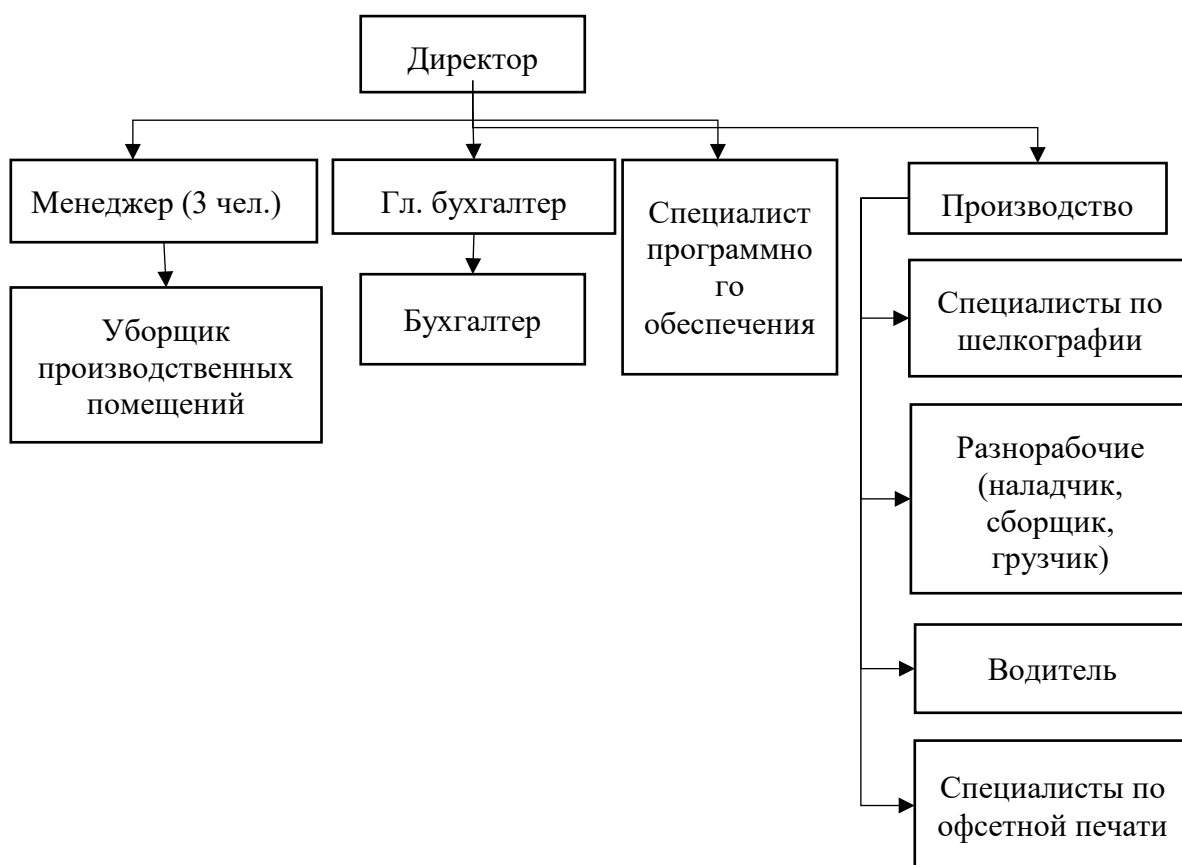 Директор
Менеджер (3 чел.)
Гл. бухгалтер
Специалист
программно
го
обеспечения
Производство
Уборщик
производственных
помещений
Бухгалтер
Специалисты по
шелкографии
Разнорабочие
(наладчик,
сборщик,
грузчик)
Водитель
Специалисты по
офсетной печати